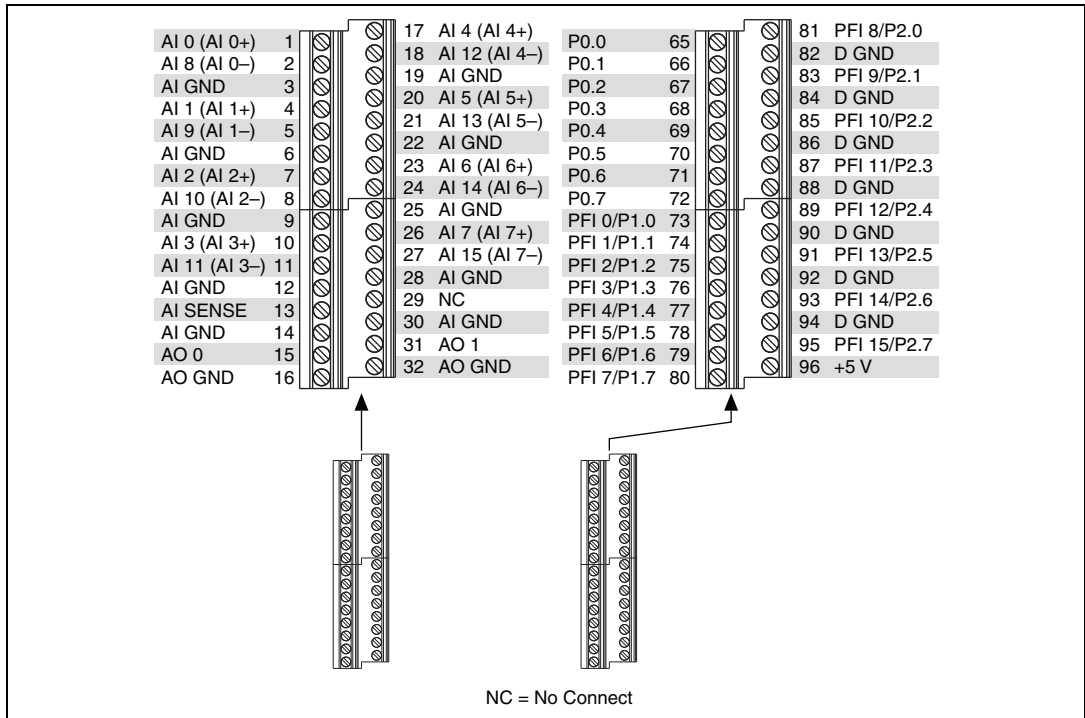 AI 0 (AI 0+) 1
AI 8 (AI 0–) 2
AI GND 3
AI 1 (AI 1+) 4
AI 9 (AI 1–) 5
AI GND 6
AI 2 (AI 2+) 7
AI 10 (AI 2–) 8
AI GND 9
AI 3 (AI 3+) 10
AI 11 (AI 3–) 11
AI GND 12
AI SENSE 13
AI GND 14
AO 0 15
AO GND 16
17 AI 4 (AI 4+)
18 AI 12 (AI 4–)
19 AI GND
20 AI 5 (AI 5+)
21 AI 13 (AI 5–)
22 AI GND
23 AI 6 (AI 6+)
24 AI 14 (AI 6–)
25 AI GND
26 AI 7 (AI 7+)
27 AI 15 (AI 7–)
28 AI GND
29 NC
30 AI GND
31 AO 1
32 AO GND
P0.0 65
P0.1 66
P0.2 67
P0.3 68
P0.4 69
P0.5 70
P0.6 71
P0.7 72
PFI 0/P1.0 73
PFI 1/P1.1 74
PFI 2/P1.2 75
PFI 3/P1.3 76
PFI 4/P1.4 77
PFI 5/P1.5 78
PFI 6/P1.6 79
PFI 7/P1.7 80
81 PFI 8/P2.0
82 D GND
83 PFI 9/P2.1
84 D GND
85 PFI 10/P2.2
86 D GND
87 PFI 11/P2.3
88 D GND
89 PFI 12/P2.4
90 D GND
91 PFI 13/P2.5
92 D GND
93 PFI 14/P2.6
94 D GND
95 PFI 15/P2.7
96 +5 V
NC = No Connect